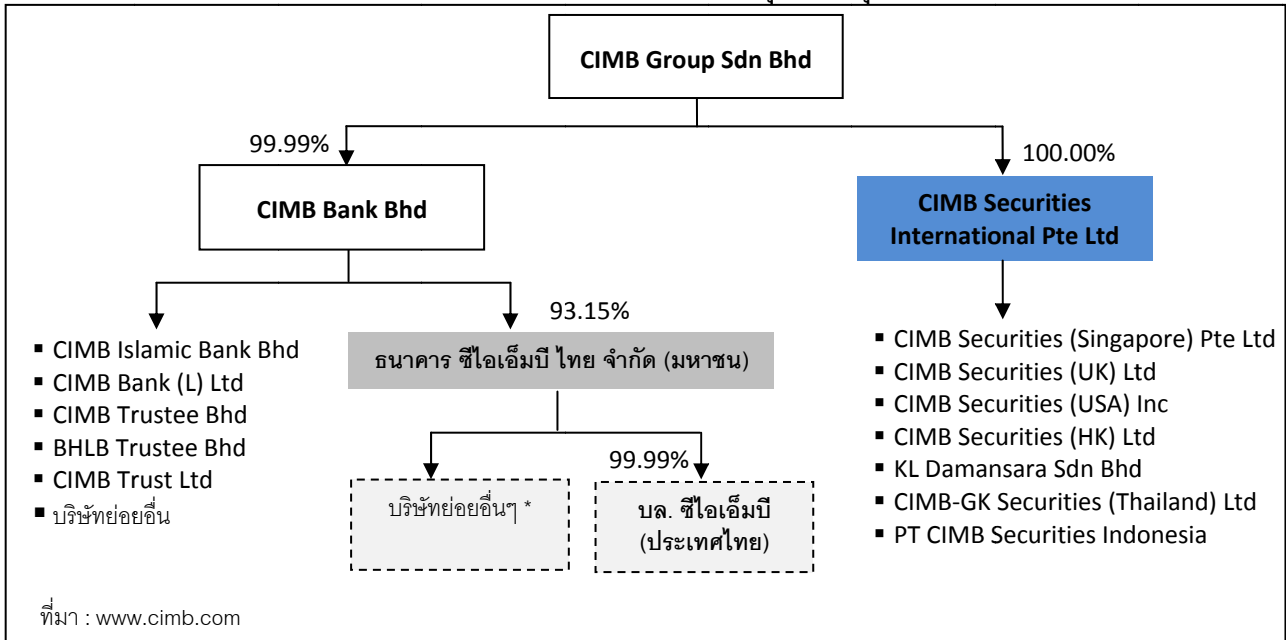 CIMB Group Sdn Bhd
99.99%
100.00%
CIMB Bank Bhd
CIMB Securities
International Pte Ltd
93.15%
▪ CIMB Islamic Bank Bhd
▪ CIMB Bank (L) Ltd
▪ CIMB Trustee Bhd
▪ BHLB Trustee Bhd
▪ CIMB Trust Ltd
▪ บริษัทย่อยอื่น
ธนาคาร ซีไอเอ็มบี ไทย จำกัด (มหาชน)
99.99%
บริษัทย่อยอื่นๆ *
บล. ซีไอเอ็มบี
(ประเทศไทย)
▪ CIMB Securities (Singapore) Pte Ltd
▪ CIMB Securities (UK) Ltd
▪ CIMB Securities (USA) Inc
▪ CIMB Securities (HK) Ltd
▪ KL Damansara Sdn Bhd
▪ CIMB-GK Securities (Thailand) Ltd
▪ PT CIMB Securities Indonesia
ที่มา : www.cimb.com